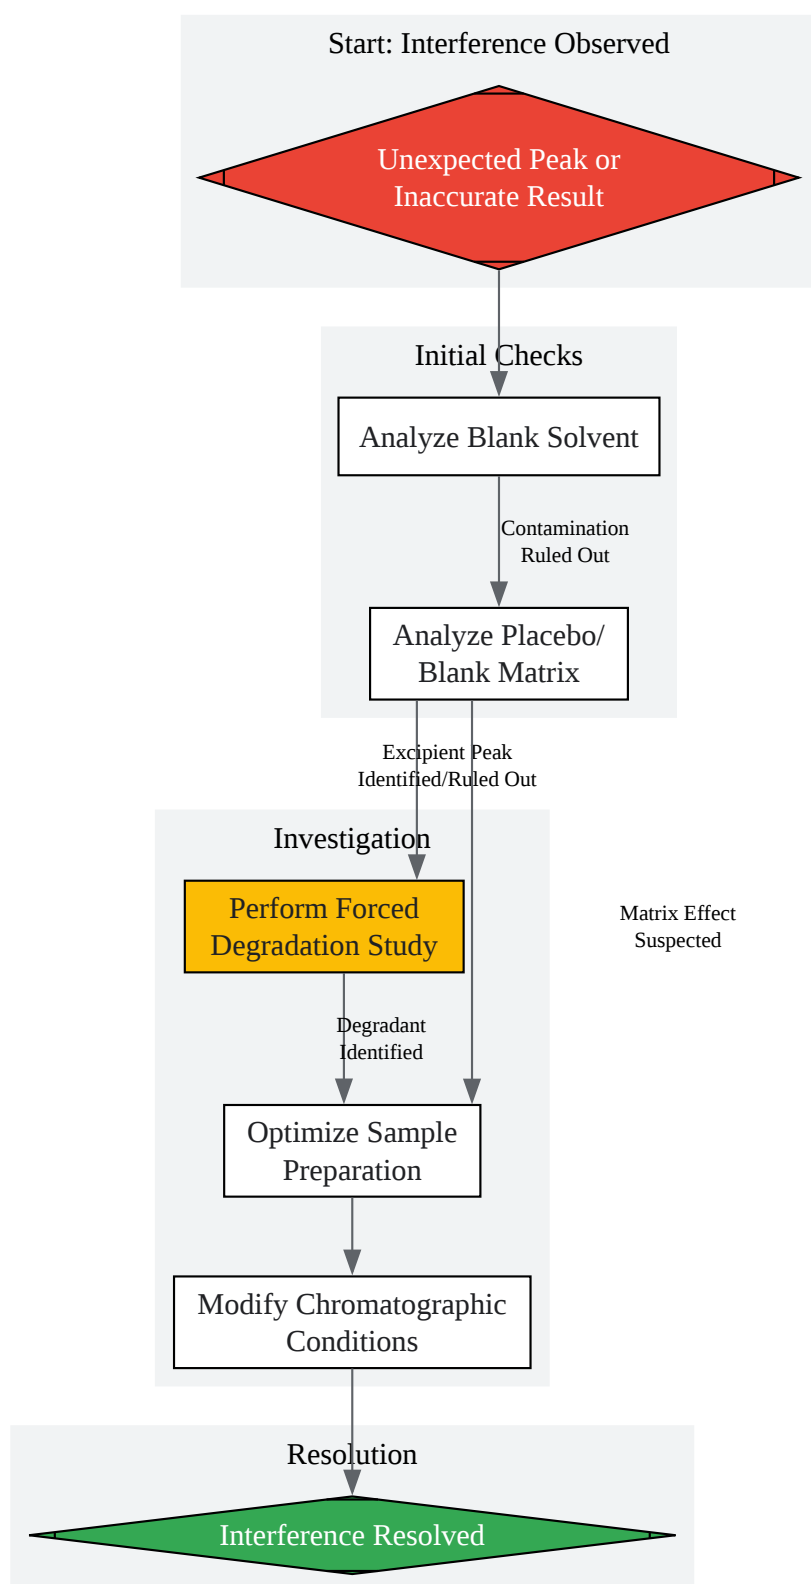 Start: Interference Observed
Unexpected Peak or
Inaccurate Result
Initial Checks
Analyze Blank Solvent
Contamination
Ruled Out
Analyze Placebo/
Blank Matrix
Excipient Peak
Identified/Ruled Out
Investigation
Perform Forced
Degradation Study
Matrix Effect
Suspected
Degradant
Identified
Optimize Sample
Preparation
Modify Chromatographic
Conditions
Resolution
Interference Resolved